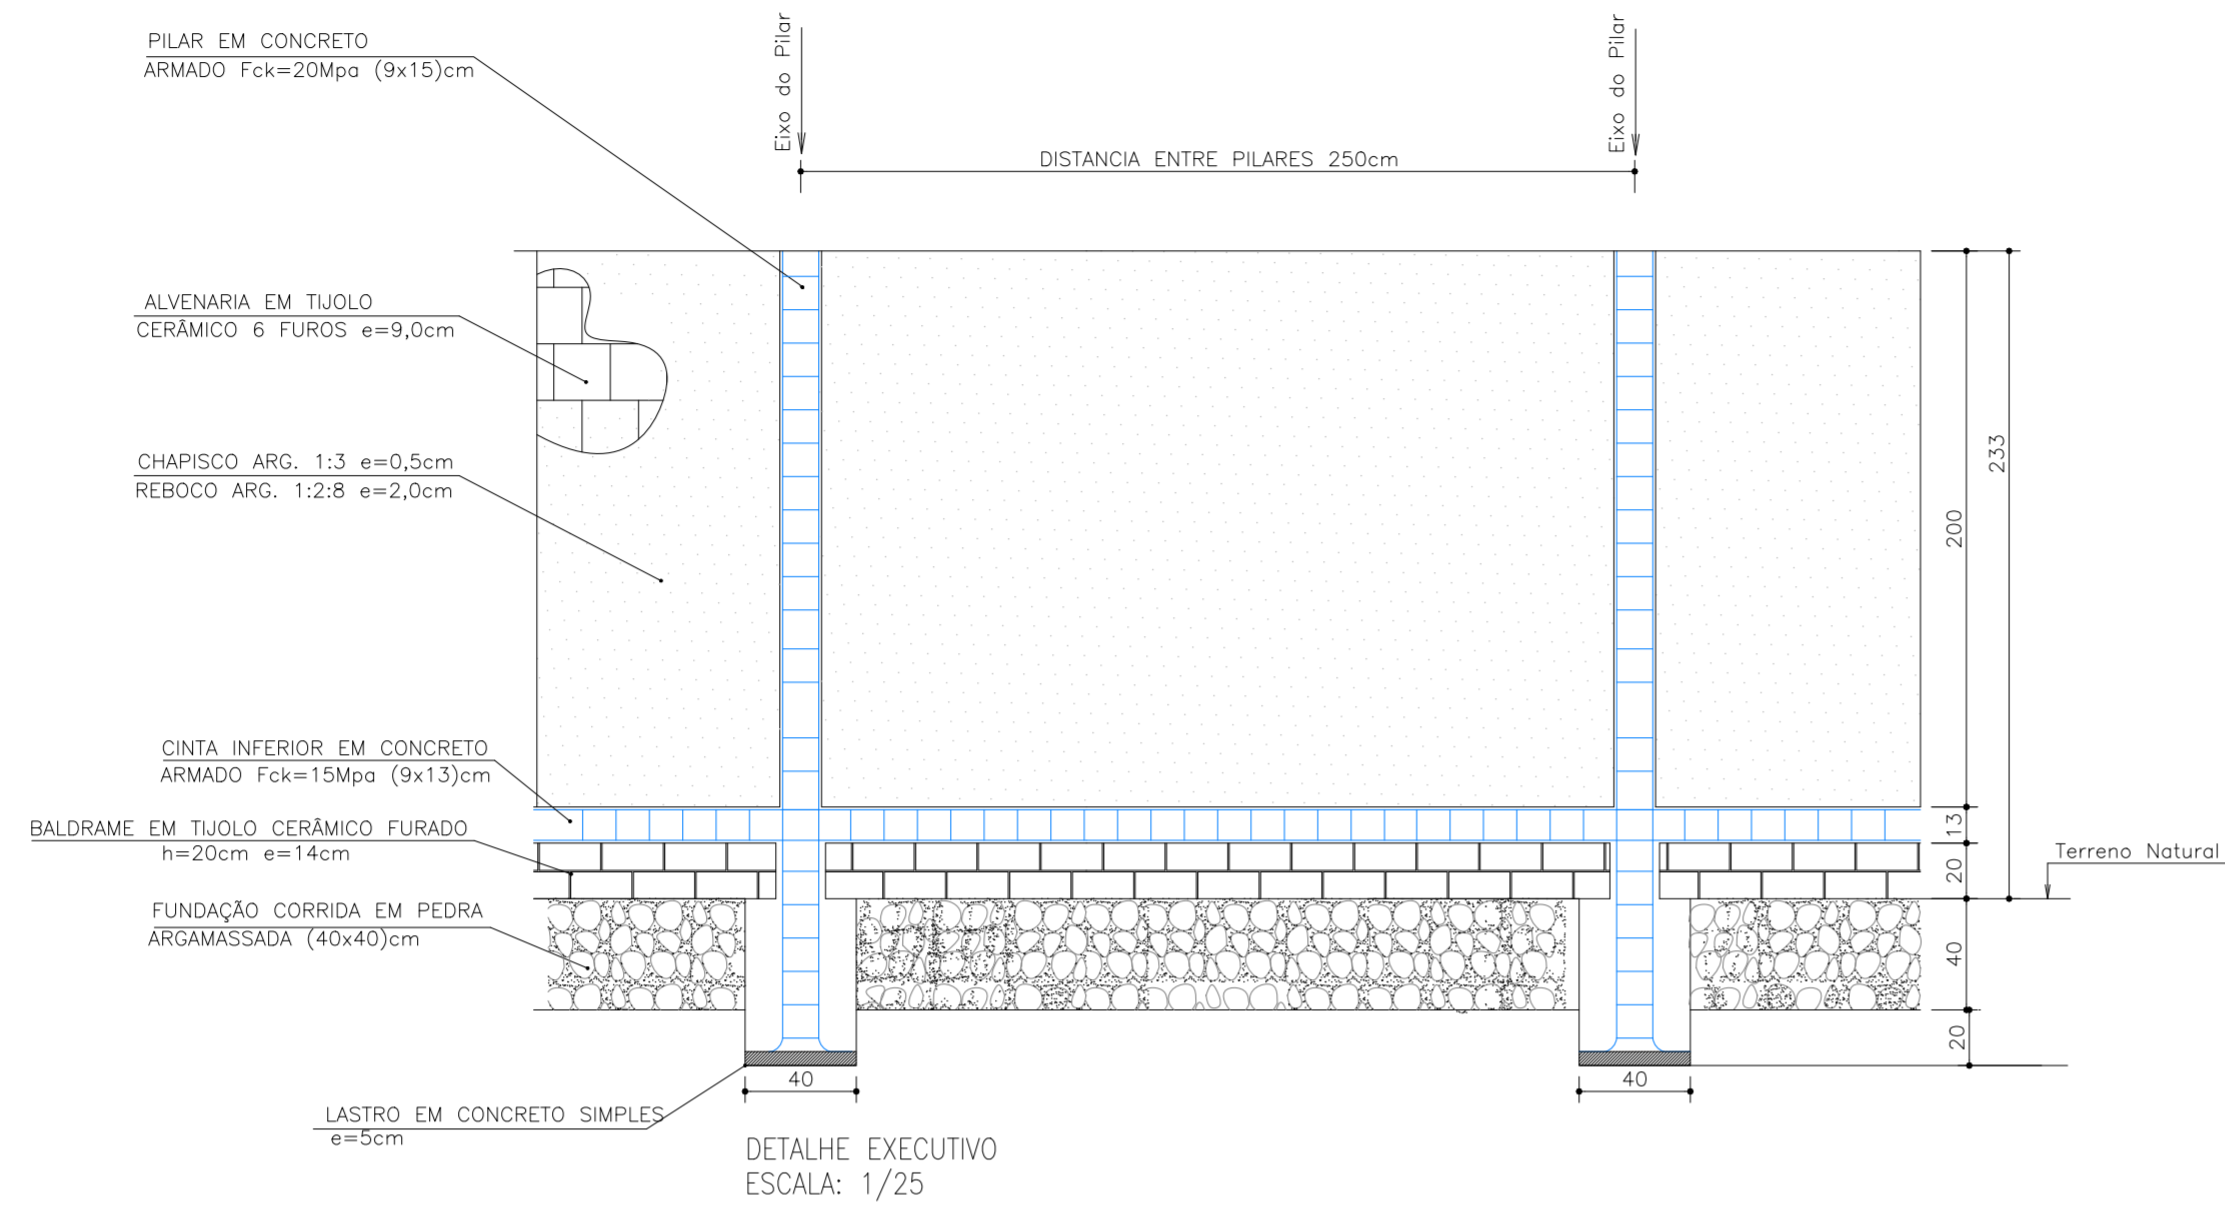 PILAR EM CONCRETO
ARMADO Fck=20Mpa (9x15)cm
Eixo do Pilar
Eixo do Pilar
DISTANCIA ENTRE PILARES 250cm
ALVENARIA EM TIJOLO
CERÂMICO 6 FUROS e=9,0cm
CHAPISCO ARG. 1:3 e=0,5cm
REBOCO ARG. 1:2:8 e=2,0cm
233
200
CINTA INFERIOR EM CONCRETO
ARMADO Fck=15Mpa (9x13)cm
13
BALDRAME EM TIJOLO CERÂMICO FURADO
h=20cm e=14cm
20
Terreno Natural
FUNDAÇÃO CORRIDA EM PEDRA
ARGAMASSADA (40x40)cm
40
20
40
40
LASTRO EM CONCRETO SIMPLES
e=5cm
DETALHE EXECUTIVO
ESCALA: 1/25